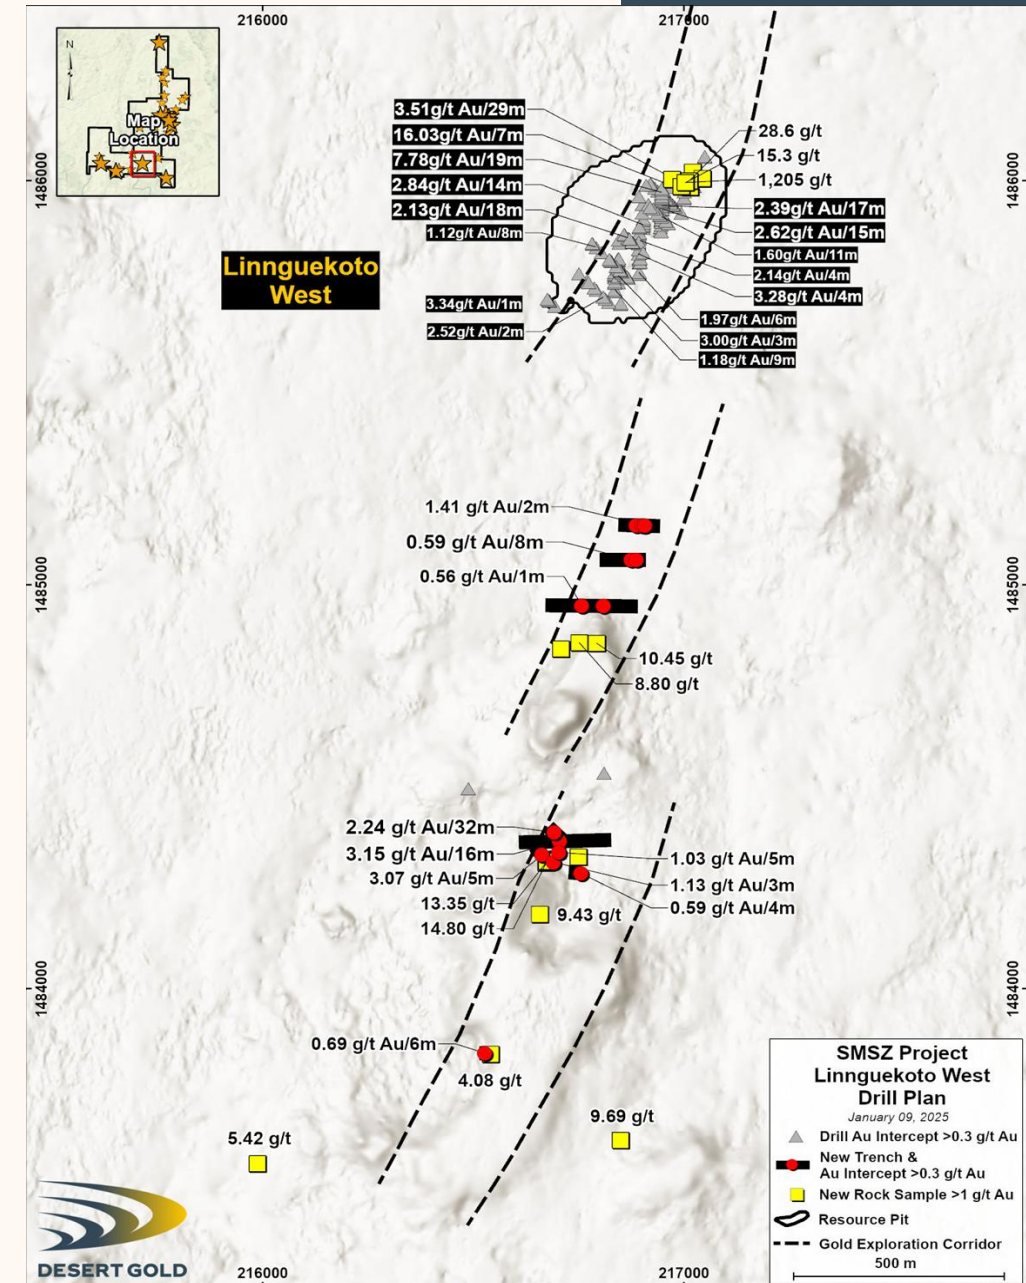 216000
217000
N
Map
Location
1486000
1486000
3.51g/t Au/29m
16.03g/t Au/7m
7.78g/t Au/19m
2.84g/t Au/14m
2.13g/t Au/18m
1.12g/t Au/8m
28.6 g/t
15.3 g/t
1,205 g/t
2.39g/t Au/17m
2.62g/t Au/15m
1.60g/t Au/11m
2.14g/t Au/4m
3.28g/t Au/4m
Linnguekoto
West
3.34g/t Au/1m
2.52g/t Au/2m
1.97g/t Au/6m
3.00g/t Au/3m
1.18g/t Au/9m
1.41 g/t Au/2m
0.59 g/t Au/8m
0.56 g/t Au/1m
1485000
1485000
10.45 g/t
8.80 g/t
2.24 g/t Au/32m
3.15 g/t Au/16m
3.07 g/t Au/5m
13.35 g/t
14.80 g/t
1.03 g/t Au/5m
1.13 g/t Au/3m
0.59 g/t Au/4m
9.43 g/t
1484000
1484000
0.69 g/t Au/6m
4.08 g/t
5.42 g/t
9.69 g/t
SMSZ Project
Linnguekoto West
Drill Plan
January 09, 2025
Drill Au Intercept >0.3 g/t Au
New Trench &
Au Intercept >0.3 g/t Au
New Rock Sample >1 g/t Au
Resource Pit
Gold Exploration Corridor
500 m
DESERT GOLD
216000
217000